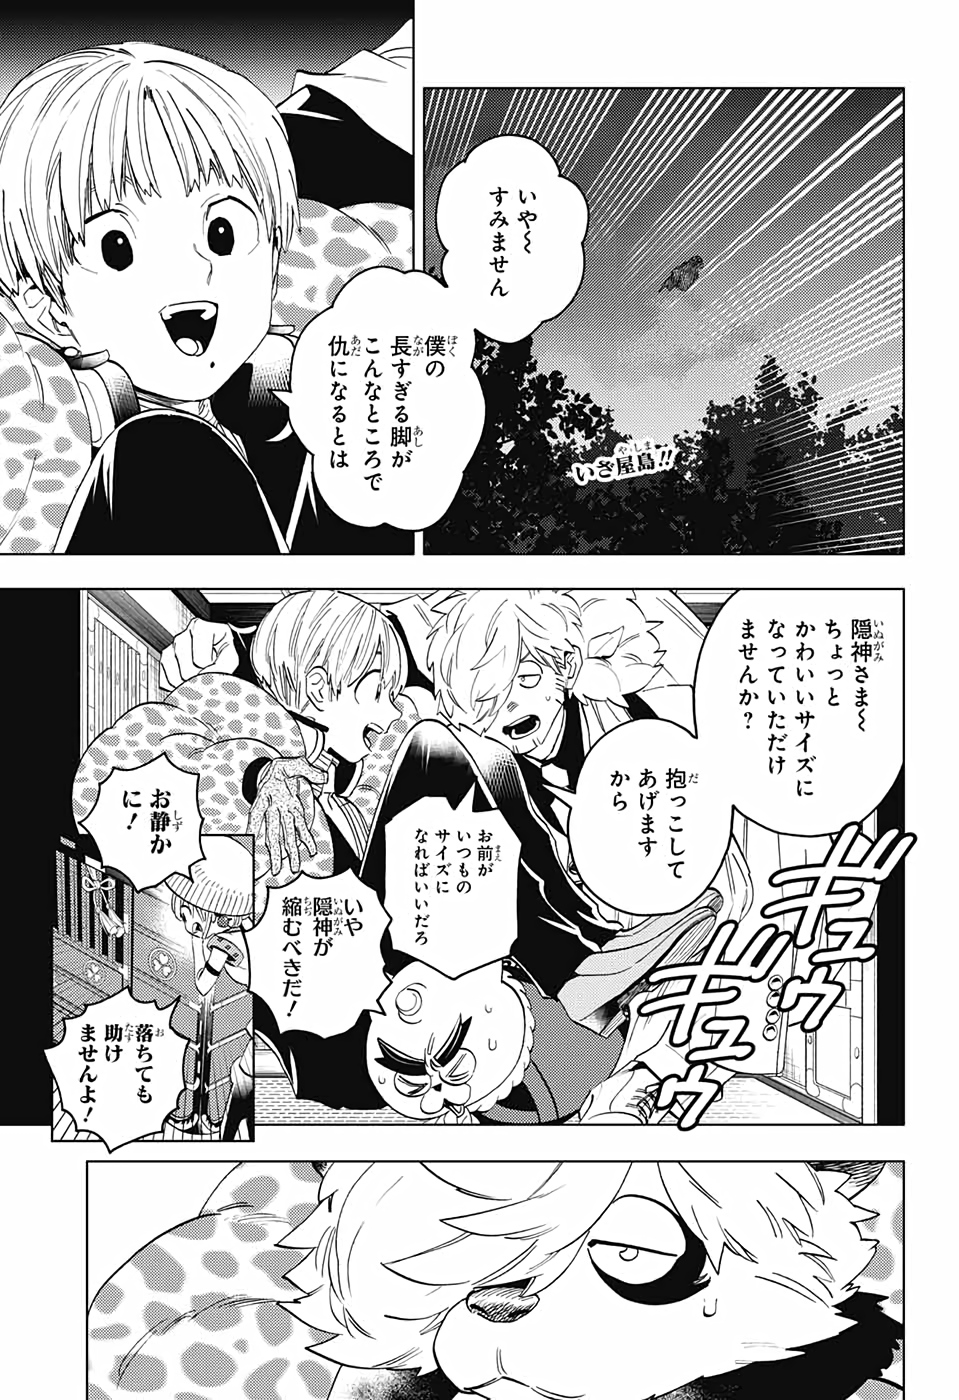 いや〜
すみません
僕の
長すぎる脚が
こんなところで
仇になるとは
いざ屋島!!
隠神さま〜
ちょっと
かわいいサイズに
なっていただけ
ませんか?
抱っこして
あげます
から
お前が
いつもの
サイズに
なればいいだろ
いや
隠神が
縮むべきだ!
お静か
に!
落ちても
助け
ませんよ!
ギュウ
ギュウ